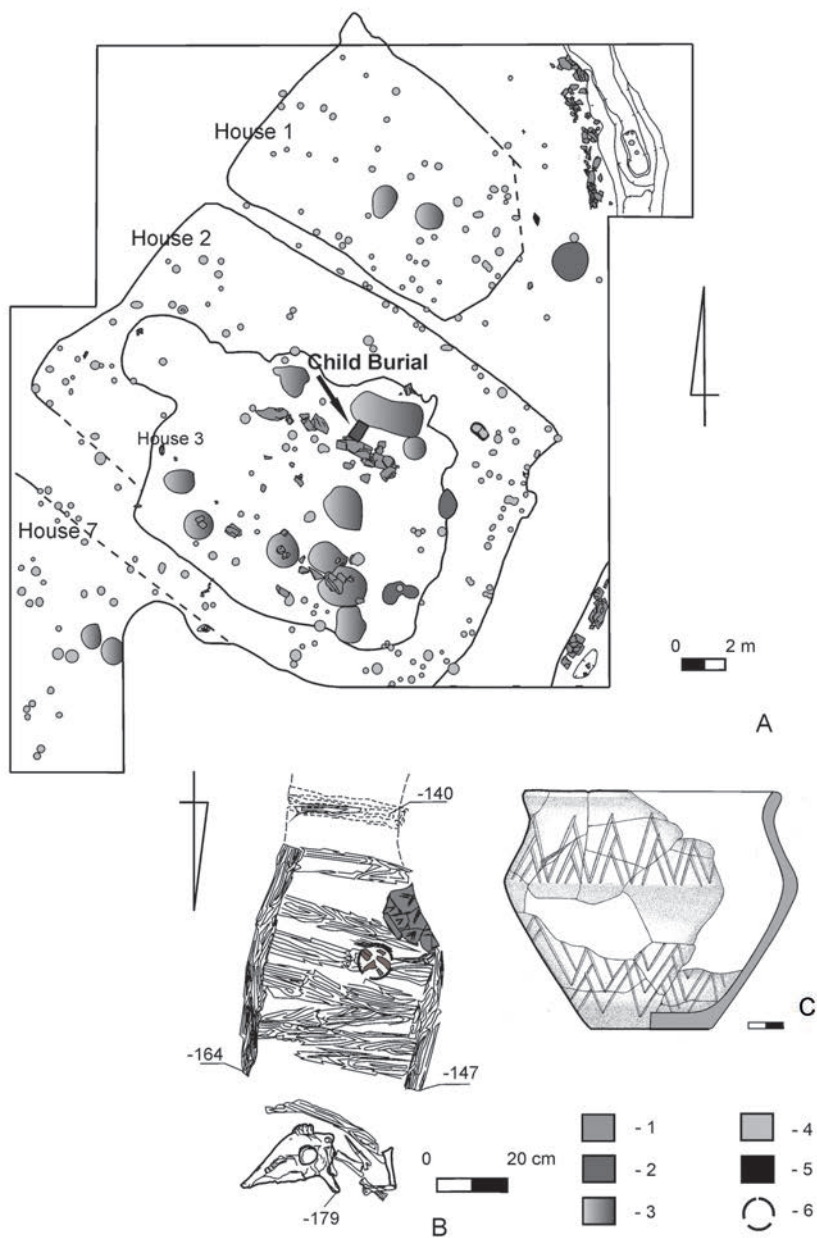 House 1
House 2
Child Burial
House 3
House 7
0 2 m
A
-140
-164
-147
-179
0 20 cm
B
C
- 1
- 2
- 3
- 4
- 5
- 6